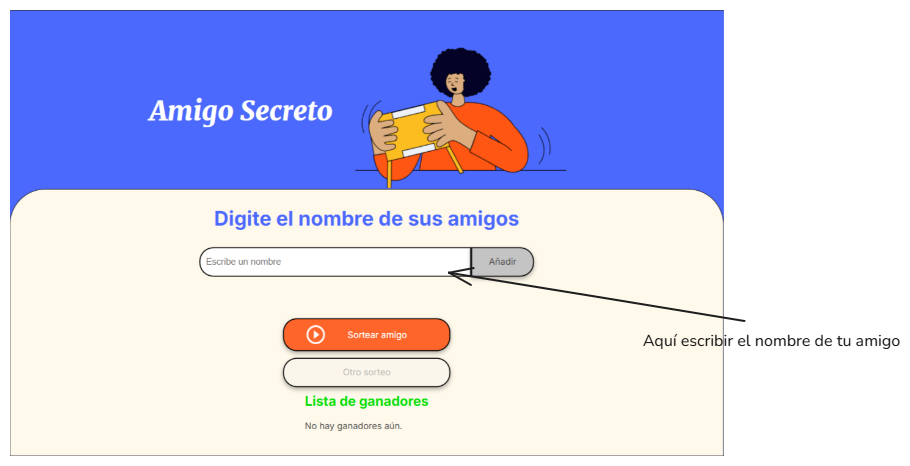 Amigo Secreto
Digite el nombre de sus amigos
Escribe un nombre
Añadir
Sortear amigo
Aquí escribir el nombre de tu amigo
Otro sorteo
Lista de ganadores
No hay ganadores aún.